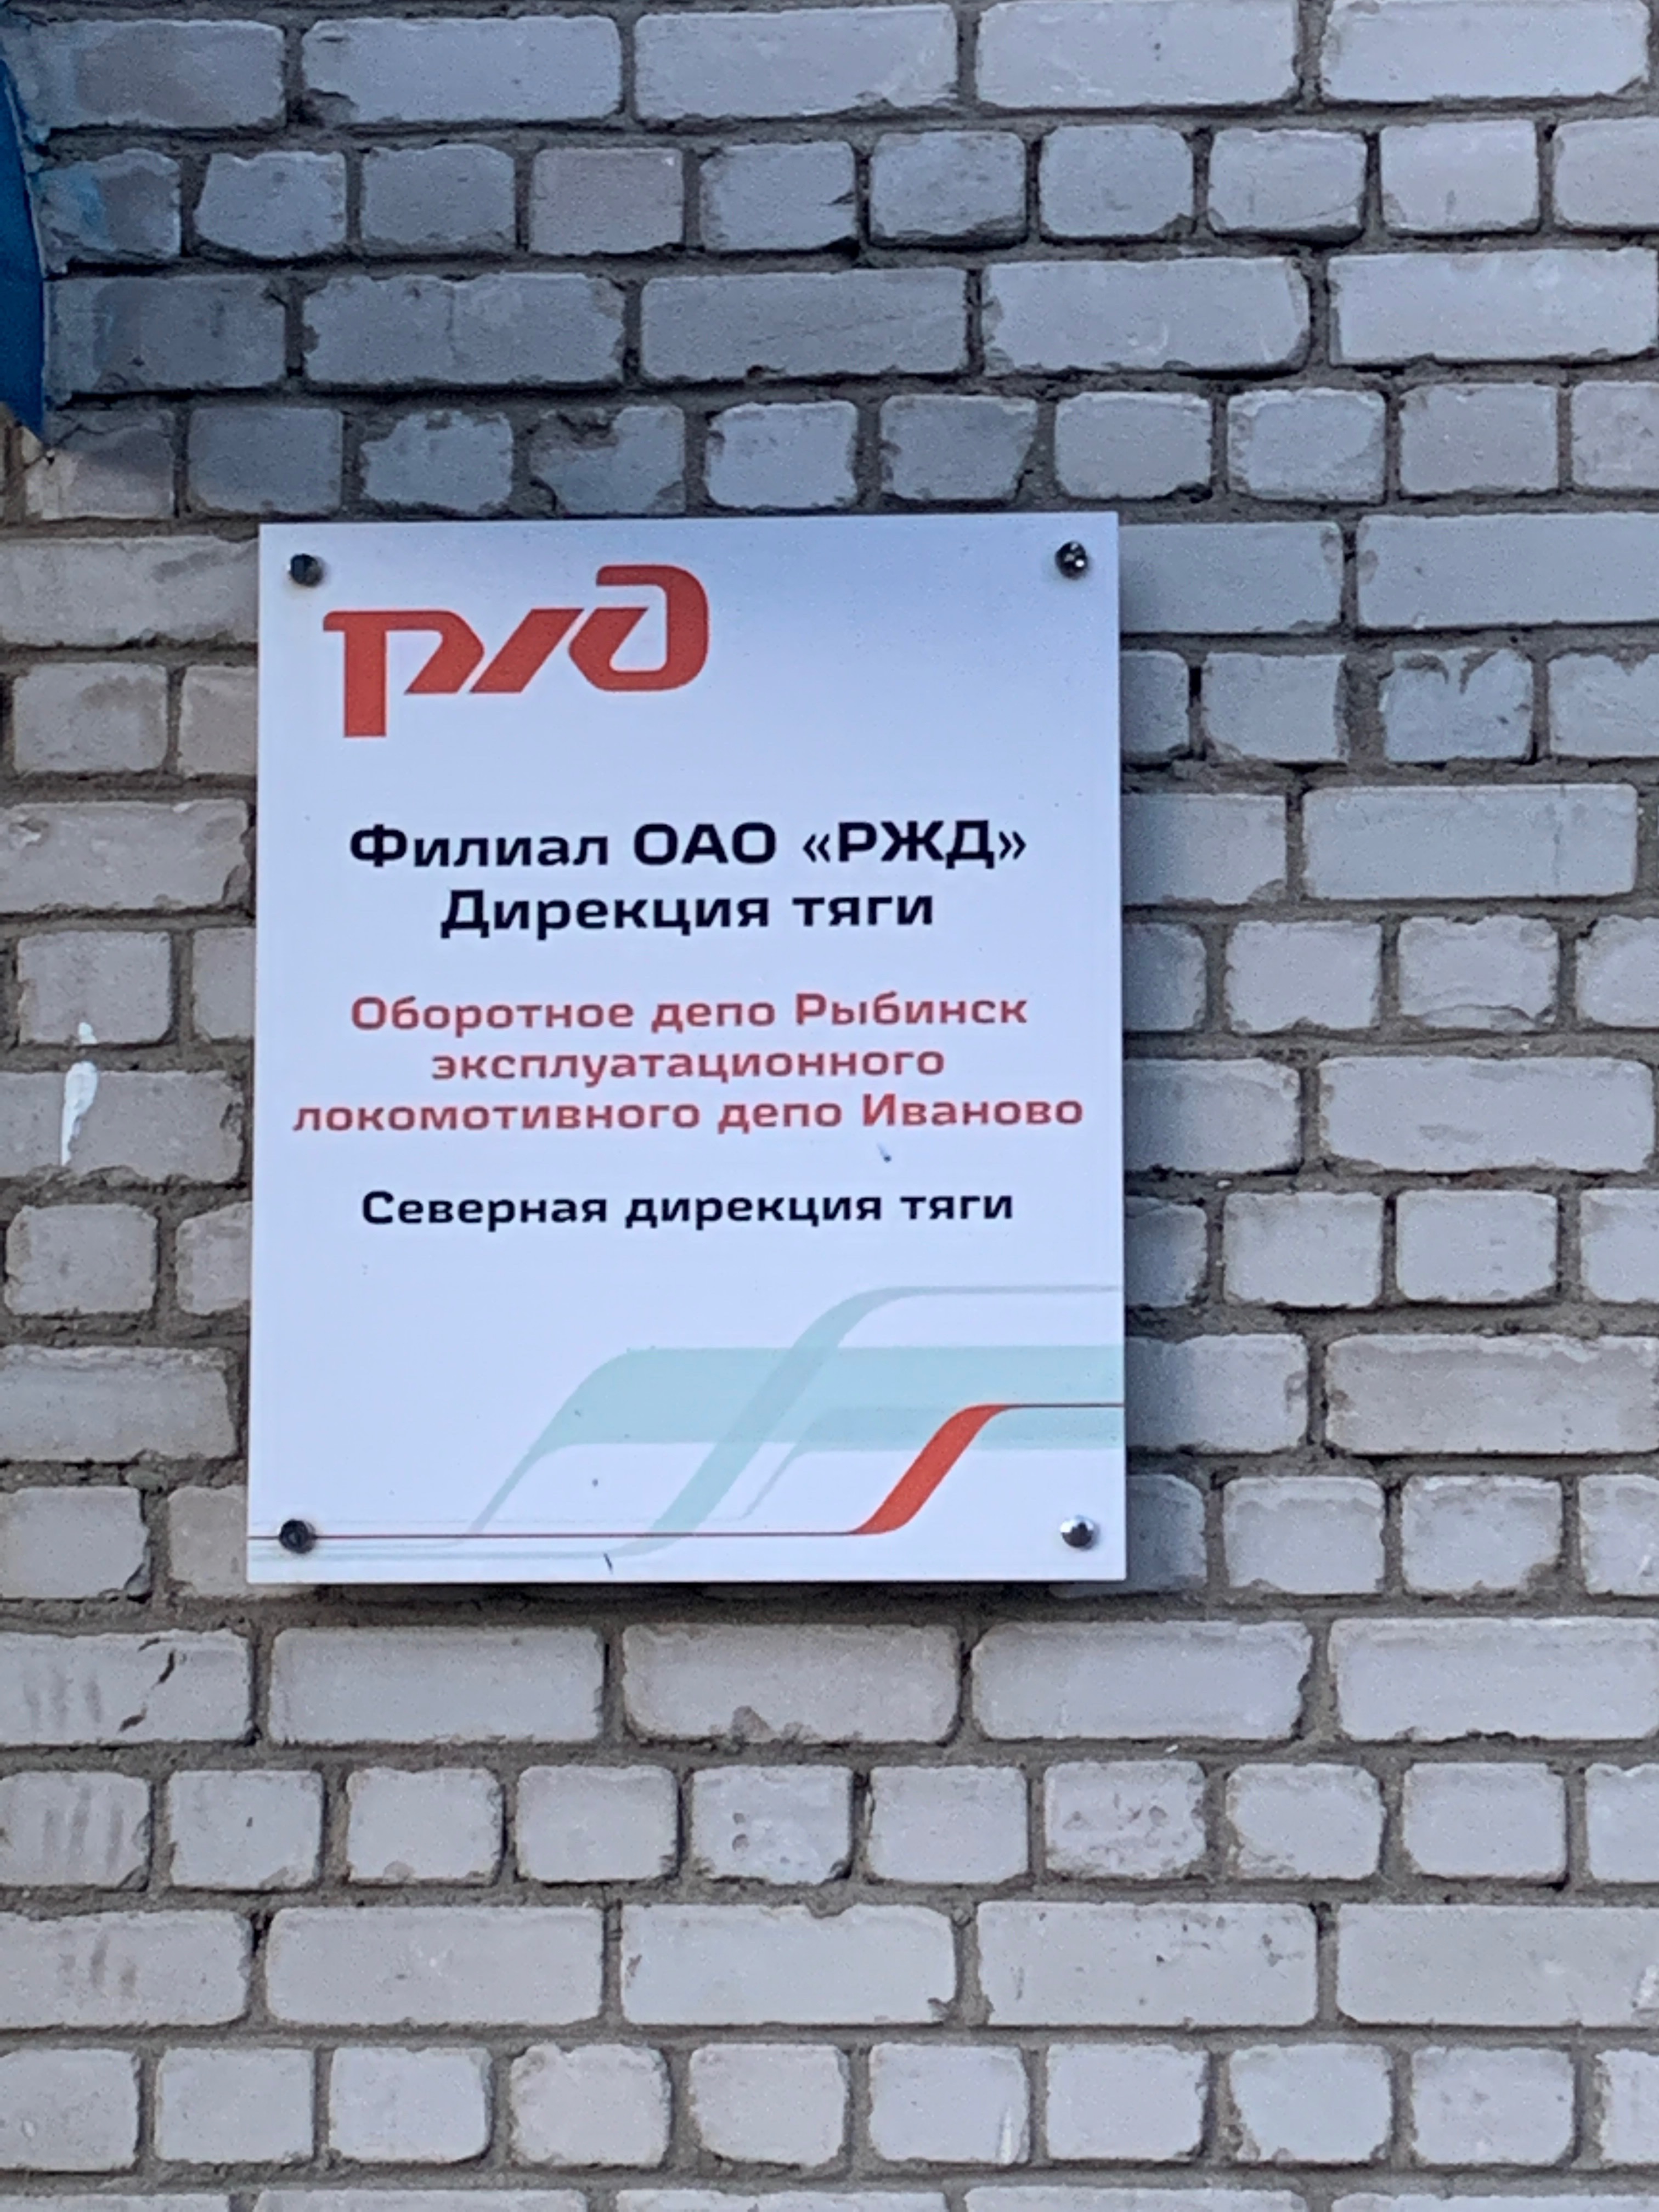 РЖД
Филиал ОАО «РЖД»
Дирекция тяги
Оборотное депо Рыбинск
эксплуатационного
локомотивного депо Иваново
Северная дирекция тяги